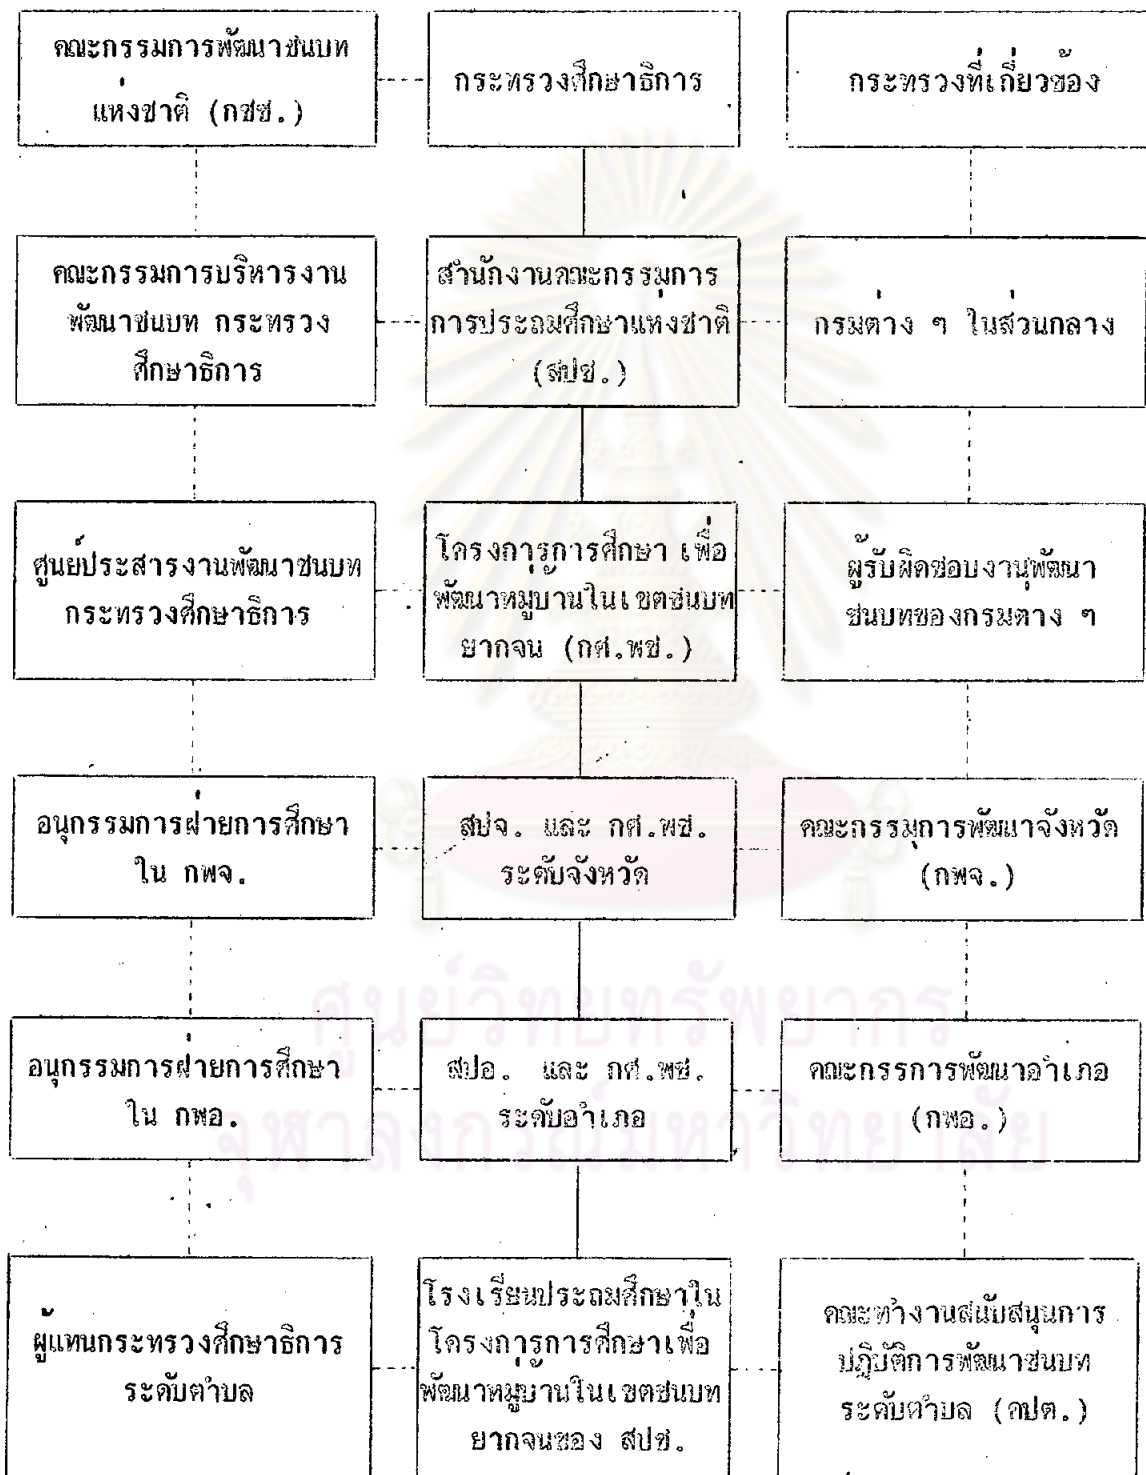 คณะกรรมการพัฒนาชนบท
แห่งชาติ (กชช.)
กระทรวงศึกษาธิการ
กระทรวงที่เกี่ยวข้อง
คณะกรรมการบริหารงาน
พัฒนาชนบท กระทรวง
ศึกษาธิการ
สำนักงานคณะกรรมการ
การประถมศึกษาแห่งชาติ
(สปช.)
กรมต่าง ๆ ในส่วนกลาง
ศูนย์ประสารงานพัฒนาชนบท
กระทรวงศึกษาธิการ
โครงการการศึกษา เพื่อ
พัฒนาหมู่บ้านในเขตชนบท
ยากจน (กศ.พช.)
ผู้รับผิดชอบงานพัฒนา
ชนบทของกรมต่าง ๆ
อนุกรรมการฝ่ายการศึกษา
ใน กพจ.
สปจ. และ กศ.พช.
ระดับจังหวัด
คณะกรรมการพัฒนาจังหวัด
(กพจ.)
อนุกรรมการฝ่ายการศึกษา
ใน กพอ.
สปอ. และ กศ.พช.
ระดับอำเภอ
คณะกรรการพัฒนาอำเภอ
(กพอ.)
ผู้แทนกระทรวงศึกษาธิการ
ระดับตำบล
โรงเรียนประถมศึกษาใน
โครงการการศึกษาเพื่อ
พัฒนาหมู่บ้านในเขตชนบท
ยากจนของ สปช.
คณะทำงานสนับสนุนการ
ปฏิบัติการพัฒนาชนบท
ระดับตำบล (คปต.)
ศูนย์วิทยทรัพยากร
จุฬาลงกรณ์มหาวิทยาลัย